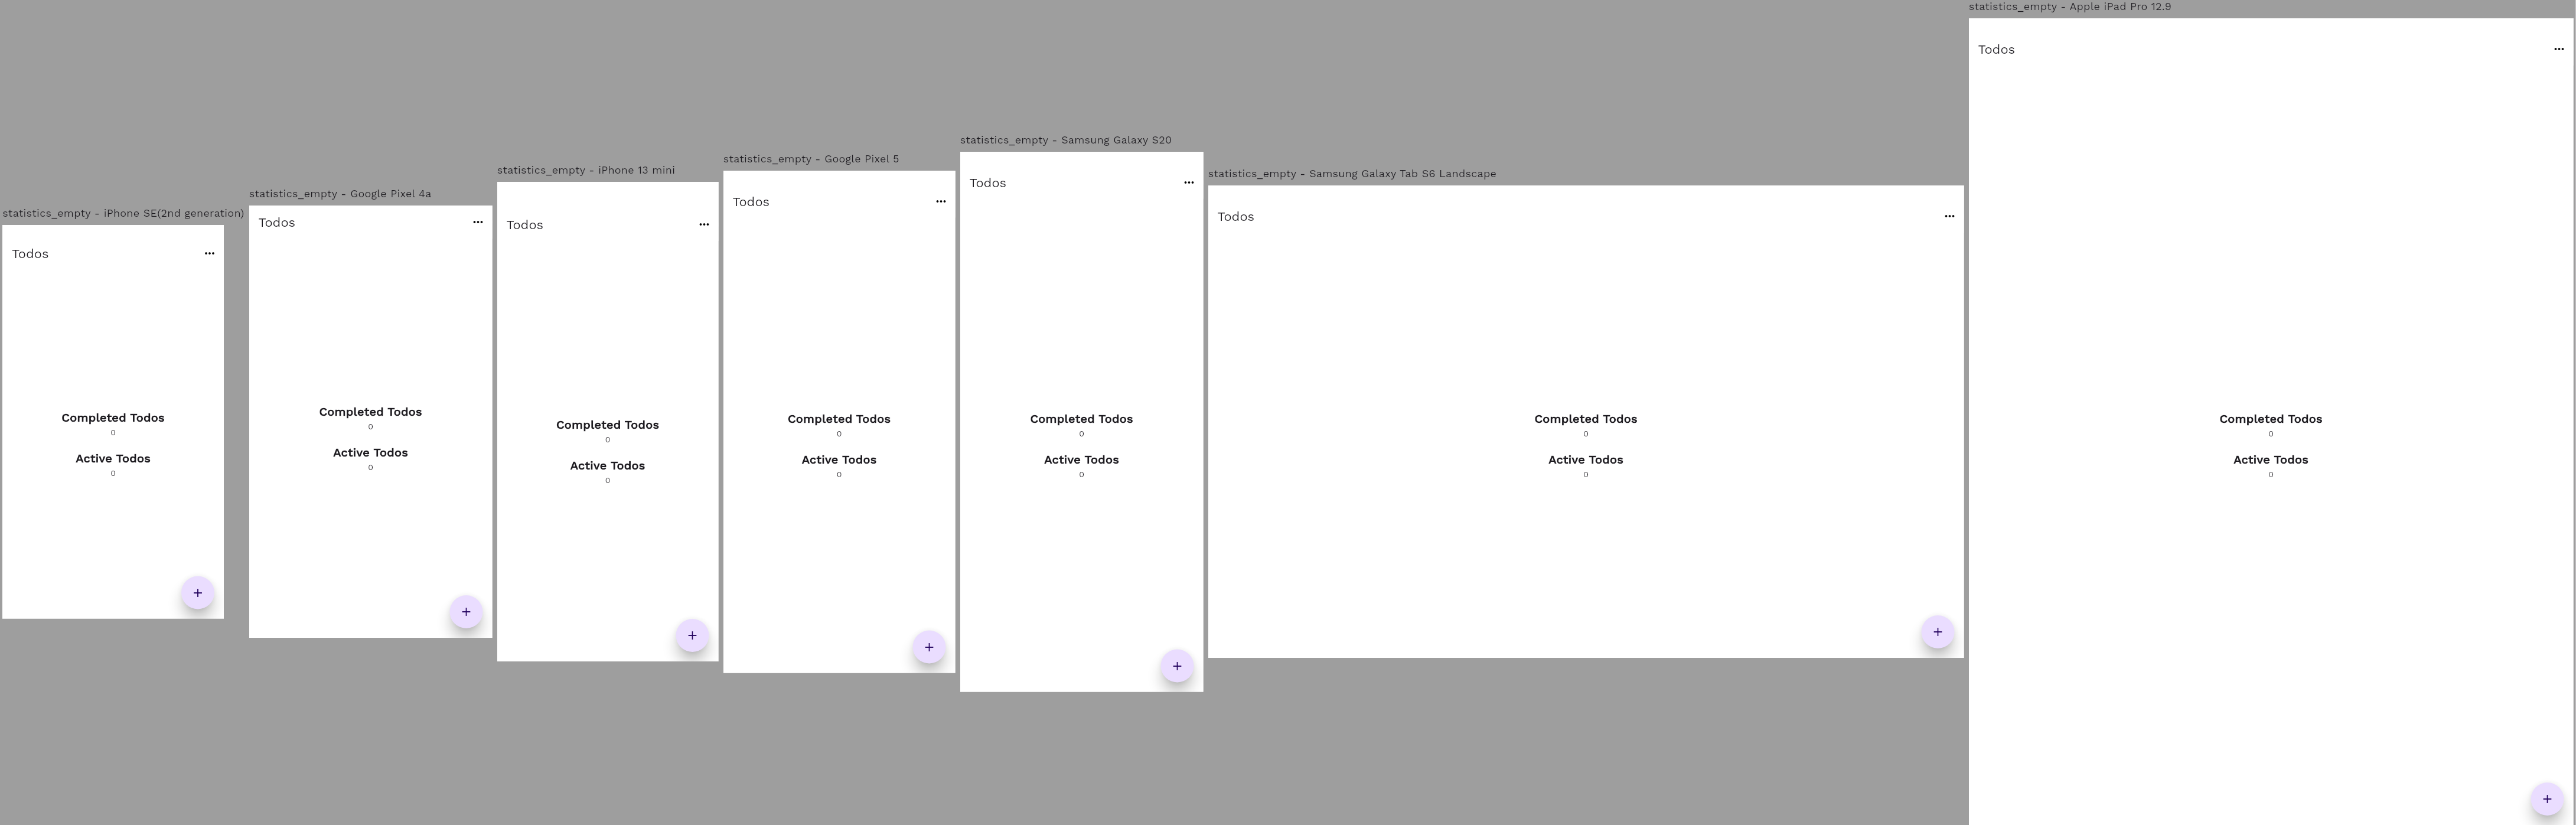 statistics_empty - iPhone SE(2nd generation)
Todos
Completed Todos
0
Active Todos
0
statistics_empty - Google Pixel 4a
Todos
Completed Todos
0
Active Todos
0
statistics_empty - iPhone 13 mini
Todos
Completed Todos
0
Active Todos
0
statistics_empty - Google Pixel 5
Todos
Completed Todos
0
Active Todos
0
statistics_empty - Samsung Galaxy S20
Todos
Completed Todos
0
Active Todos
0
statistics_empty - Samsung Galaxy Tab S6 Landscape
Todos
Completed Todos
0
Active Todos
0
statistics_empty - Apple iPad Pro 12.9
Todos
Completed Todos
0
Active Todos
0